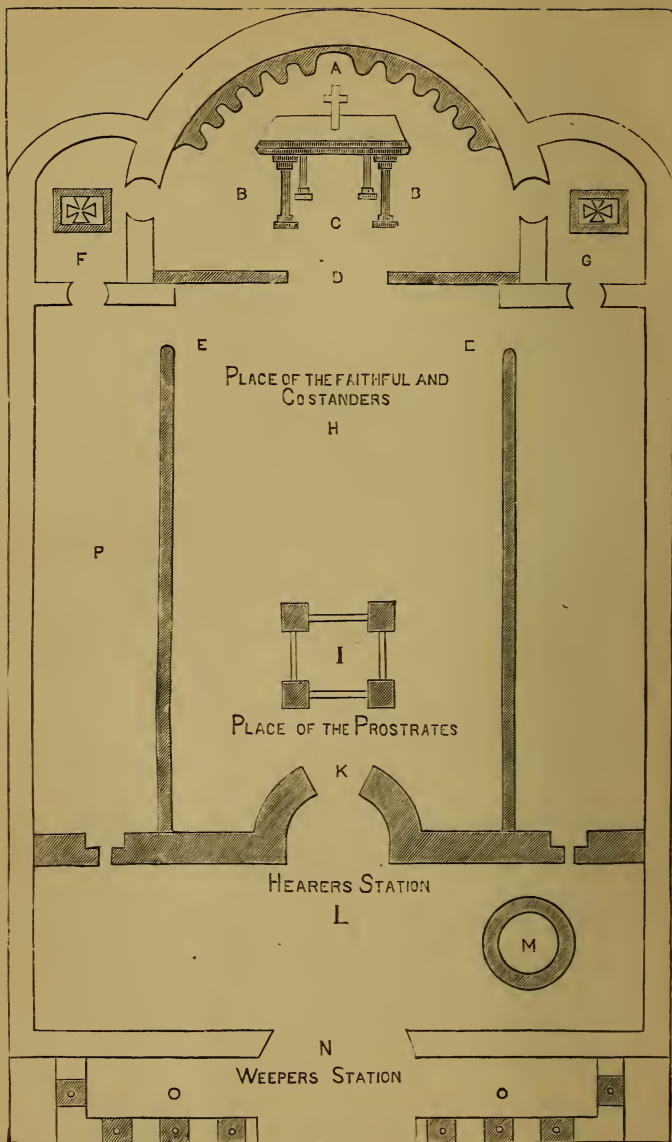 A
B B
C
F G
D
E E
PLACE OF THE FAITHFUL AND
COSTANDERS
H
P
I
PLACE OF THE PROSTRATES
K
HEARERS STATION
L
M
N
WEEPERS STATION
O O